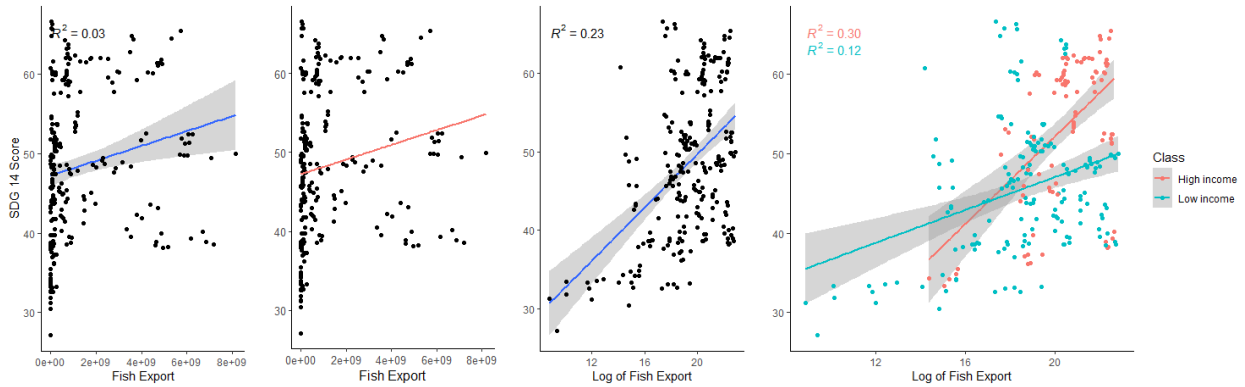 SDG 14 Score
60
50
40
30
R² = 0.03
0e+00 2e+09 4e+09 6e+09 8e+09
Fish Export
60
50
40
30
0e+00 2e+09 4e+09 6e+09 8e+09
Fish Export
60
50
40
30
R² = 0.23
12 16 20
Log of Fish Export
60
50
40
30
R² = 0.30
R² = 0.12
12 16 20
Log of Fish Export
Class
High income
Low income